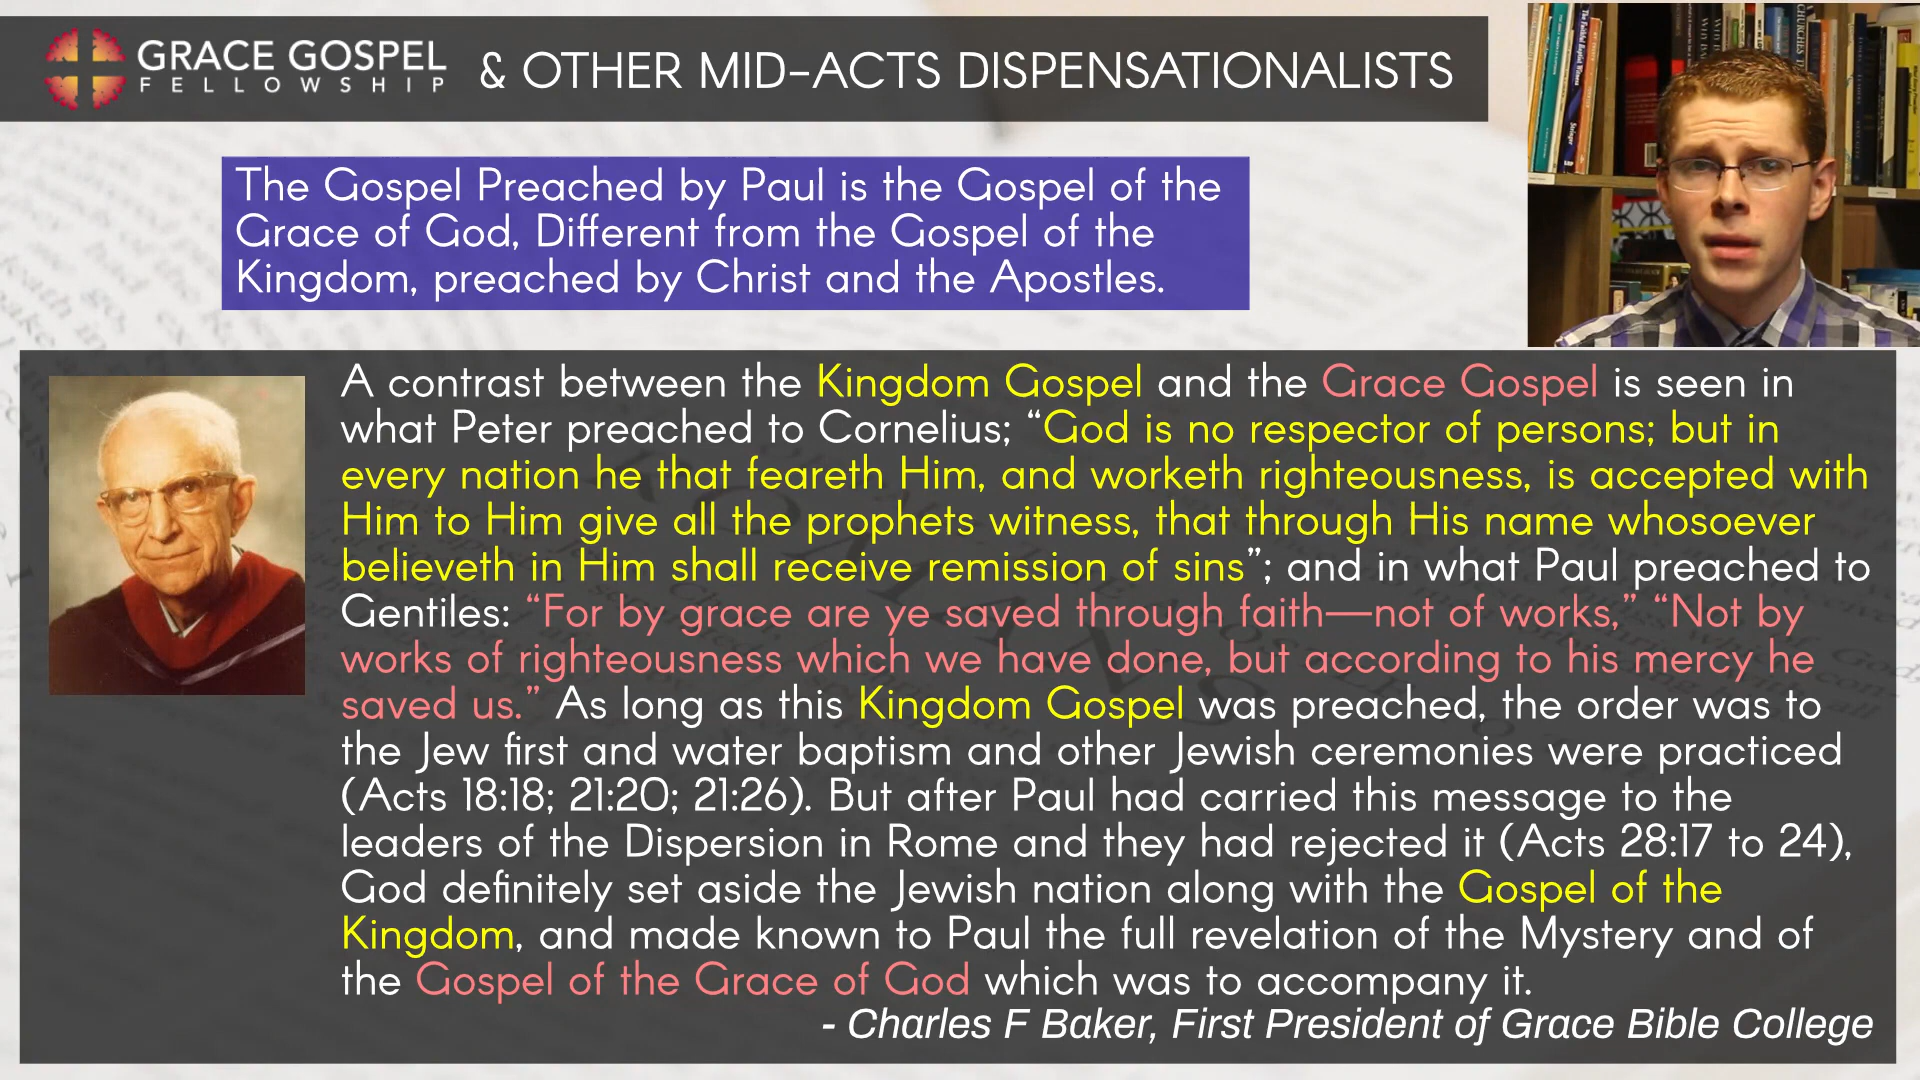 GRACE GOSPEL
FELLOWSHIP
& OTHER MID-ACTS DISPENSATIONALISTS
The Gospel Preached by Paul is the Gospel of the
Grace of God, Different from the Gospel of the
Kingdom, preached by Christ and the Apostles.
A contrast between the Kingdom Gospel and the Grace Gospel is seen in
what Peter preached to Cornelius; “God is no respector of persons; but in
every nation he that feareth Him, and worketh righteousness, is accepted with
Him to Him give all the prophets witness, that through His name whosoever
believeth in Him shall receive remission of sins”; and in what Paul preached to
Gentiles: “For by grace are ye saved through faith—not of works,” “Not by
works of righteousness which we have done, but according to his mercy he
saved us.” As long as this Kingdom Gospel was preached, the order was to
the Jew first and water baptism and other Jewish ceremonies were practiced
(Acts 18:18; 21:20; 21:26). But after Paul had carried this message to the
leaders of the Dispersion in Rome and they had rejected it (Acts 28:17 to 24),
God definitely set aside the Jewish nation along with the Gospel of the
Kingdom, and made known to Paul the full revelation of the Mystery and of
the Gospel of the Grace of God which was to accompany it.
- Charles F Baker, First President of Grace Bible College